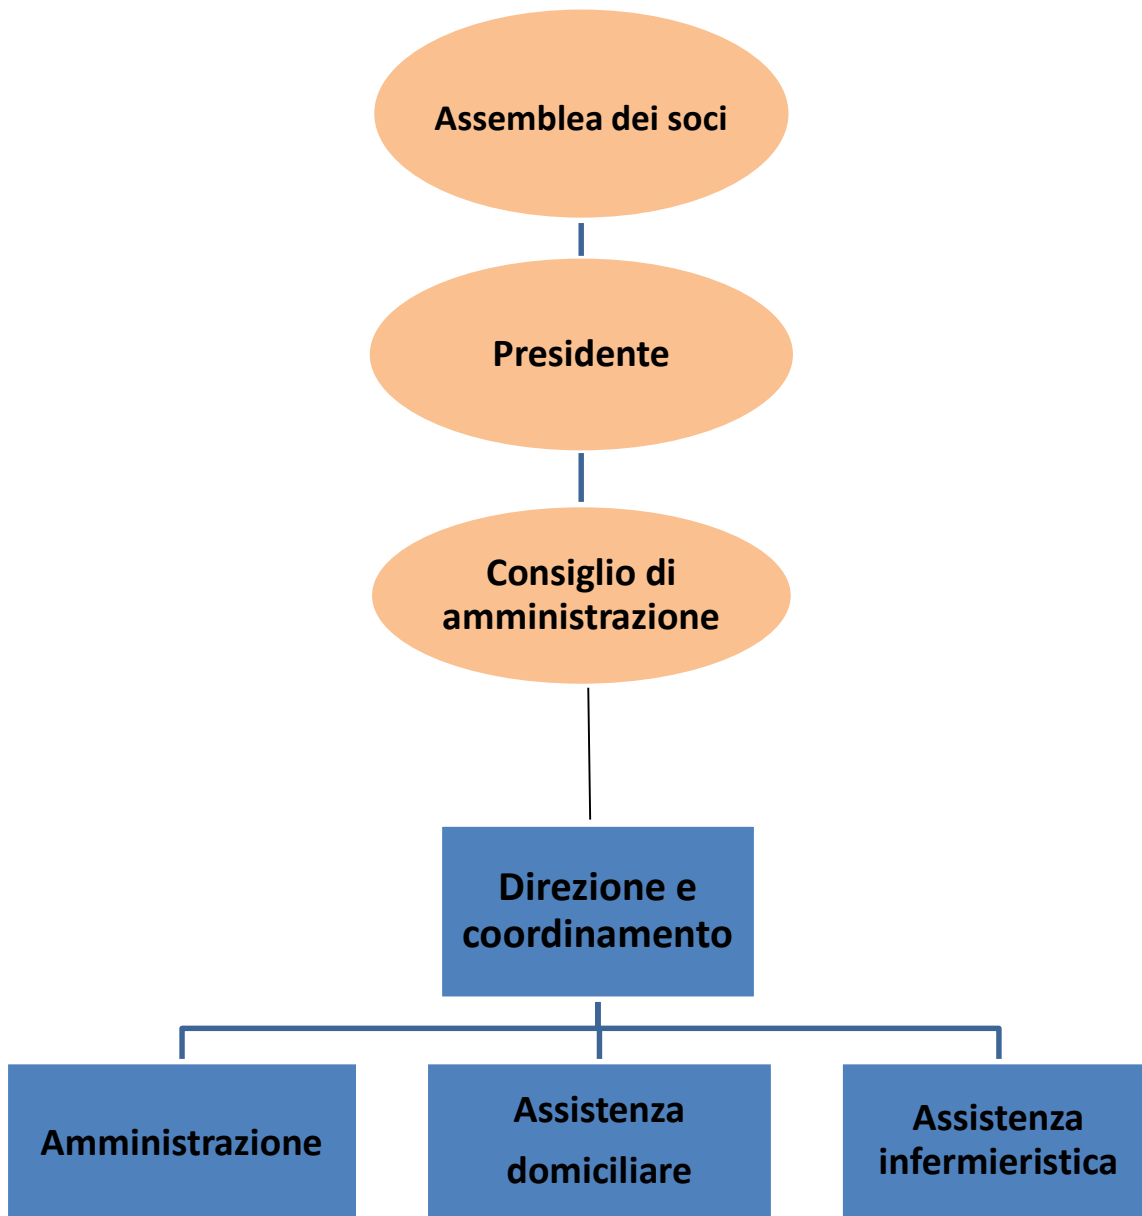 Assemblea dei soci
Presidente
Consiglio di
amministrazione
Direzione e
coordinamento
Amministrazione
Assistenza
domiciliare
Assistenza
infermieristica